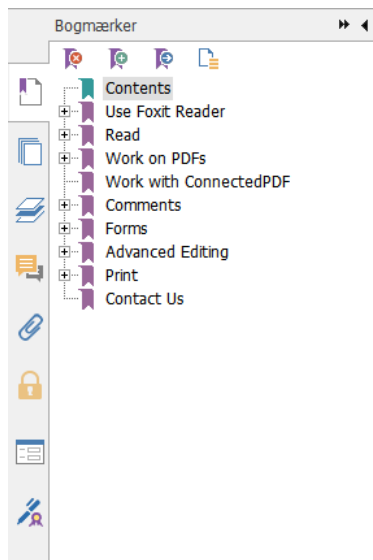 Bogmærker
Contents
Use Foxit Reader
Read
Work on PDFs
Work with ConnectedPDF
Comments
Forms
Advanced Editing
Print
Contact Us